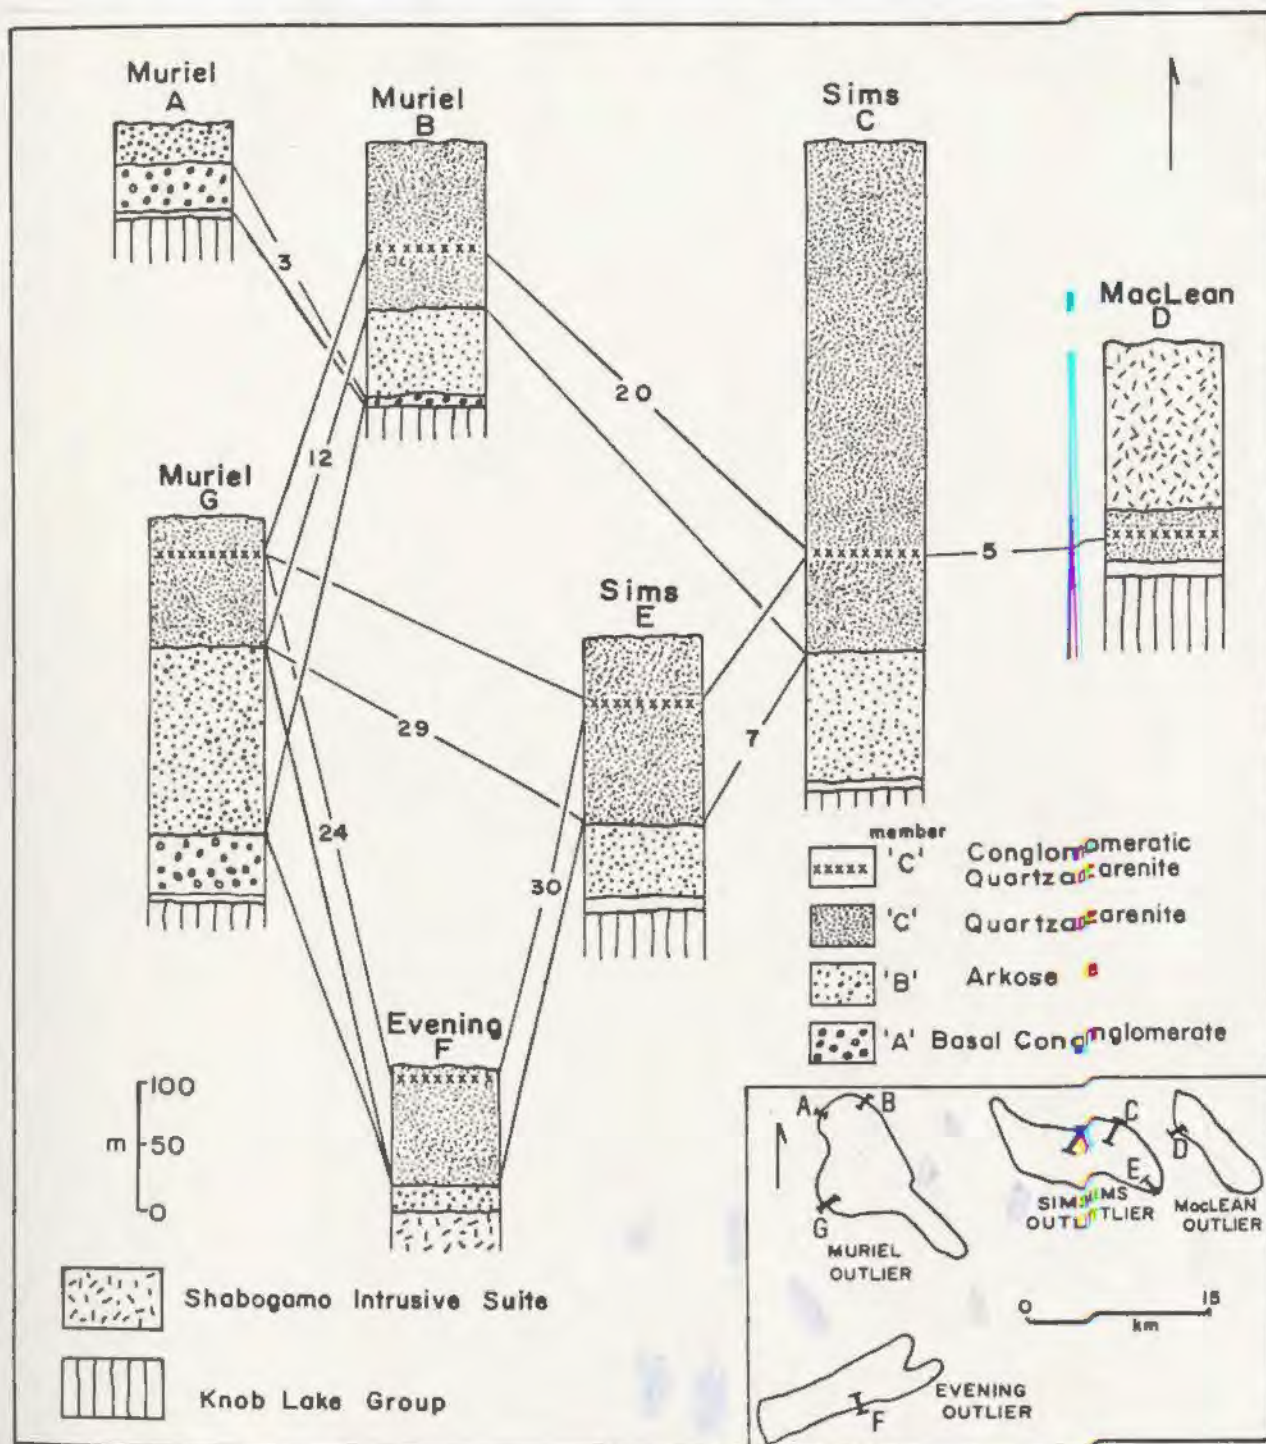 Muriel
A
Muriel
B
Sims
C
MacLean
D
3
20
12
5
Muriel
G
Sims
E
29
7
24
30
Evening
F
member
xxxxx 'C' Conglomeratic
Quartzarenite
'C' Quartzarenite
'B' Arkose
'A' Basal Conglomerate
100
m 50
0
Shabogamo Intrusive Suite
Knob Lake Group
A
B
C
D
E
G
F
MURIEL
OUTLIER
SIMS
OUTLIER
MacLEAN
OUTLIER
0 15
km
EVENING
OUTLIER